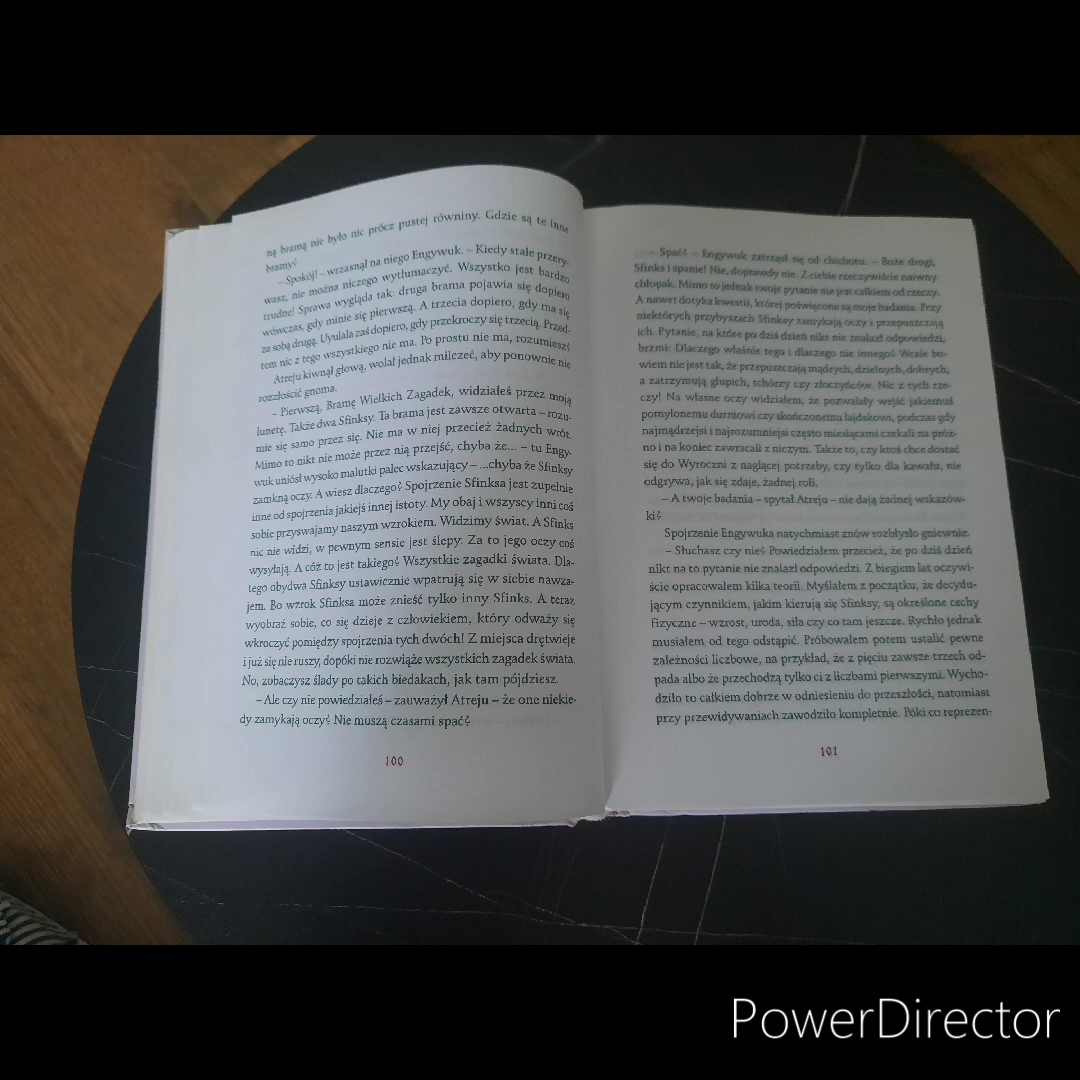 ną bramą nie było nic prócz pustej równiny. Gdzie są te inne
bramy?
– Spokój! – wrzasnął na niego Engywuk. – Kiedy stale przery-
wasz, nie można niczego wytłumaczyć. Wszystko jest bardzo
trudne! Sprawa wygląda tak: druga brama pojawia się dopiero
wówczas, gdy minie się pierwszą. A trzecia dopiero, gdy ma się
za sobą drugą. Uyulala zaś dopiero, gdy przekroczy się trzecią. Przed-
tem nic z tego wszystkiego nie ma. Po prostu nie ma, rozumiesz?
Atreju kiwnął głową, wolał jednak milczeć, aby ponownie nie
rozzłościć gnoma.
– Pierwszą, Bramę Wielkich Zagadek, widziałeś przez moją
lunetę. Także dwa Sfinksy. Ta brama jest zawsze otwarta – rozu-
mie się samo przez się. Nie ma w niej przecież żadnych wrót.
Mimo to nikt nie może przez nią przejść, chyba że... – tu Engy-
wuk uniósł wysoko malutki palec wskazujący – ...chyba że Sfinksy
zamkną oczy. A wiesz dlaczego? Spojrzenie Sfinksa jest zupełnie
inne od spojrzenia jakiejś innej istoty. My obaj i wszyscy inni coś
sobie przyswajamy naszym wzrokiem. Widzimy świat. A Sfinks
nic nie widzi, w pewnym sensie jest ślepy. Za to jego oczy coś
wysyłają. A cóż to jest takiego? Wszystkie zagadki świata. Dla-
tego obydwa Sfinksy ustawicznie wpatrują się w siebie nawza-
jem. Bo wzrok Sfinksa może znieść tylko inny Sfinks. A teraz
wyobraź sobie, co się dzieje z człowiekiem, który odważy się
wkroczyć pomiędzy spojrzenia tych dwóch! Z miejsca drętwieje
i już się nie ruszy, dopóki nie rozwiąże wszystkich zagadek świata.
No, zobaczysz ślady po takich biedakach, jak tam pójdziesz.
– Ale czy nie powiedziałeś – zauważył Atreju – że one niekie-
dy zamykają oczy? Nie muszą czasami spać?
100
– Spać? – Engywuk zatrząsł się od chichotu. – Boże drogi,
Sfinks i spanie! Nie, doprawdy nie. Z ciebie rzeczywiście naiwny
chłopak. Mimo to jednak twoje pytanie nie jest całkiem od rzeczy.
A nawet dotyka kwestii, której poświęcone są moje badania. Przy
niektórych przybyszach Sfinksy zamykają oczy i przepuszczają
ich. Pytanie, na które po dziś dzień nikt nie znalazł odpowiedzi,
brzmi: Dlaczego właśnie tego i dlaczego nie innego? Wcale bo-
wiem nie jest tak, że przepuszczają mądrych, dzielnych, dobrych,
a zatrzymują głupich, tchórzy czy złoczyńców. Nic z tych rze-
czy! Na własne oczy widziałem, że pozwalały wejść jakiemuś
pomylonemu durniowi czy skończonemu łajdakowi, podczas gdy
najmądrzejsi i najrozumniejsi często miesiącami czekali na próż-
no i na koniec zawracali z niczym. Także to, czy ktoś chce dostać
się do Wyroczni z naglącej potrzeby, czy tylko dla kawału, nie
odgrywa, jak się zdaje, żadnej roli.
– A twoje badania – spytał Atreju – nie dają żadnej wskazów-
ki?
Spojrzenie Engywuka natychmiast znów rozbłysło gniewnie.
– Słuchasz czy nie? Powiedziałem przecież, że po dziś dzień
nikt na to pytanie nie znalazł odpowiedzi. Z biegiem lat oczywi-
ście opracowałem kilka teorii. Myślałem z początku, że decydu-
jącym czynnikiem, jakim kierują się Sfinksy, są określone cechy
fizyczne – wzrost, uroda, siła czy co tam jeszcze. Rychło jednak
musiałem od tego odstąpić. Próbowałem potem ustalić pewne
zależności liczbowe, na przykład, że z pięciu zawsze trzech od-
pada albo że przechodzą tylko ci z liczbami pierwszymi. Wycho-
dziło to całkiem dobrze w odniesieniu do przeszłości, natomiast
przy przewidywaniach zawodziło kompletnie. Póki co reprezen-
101
PowerDirector